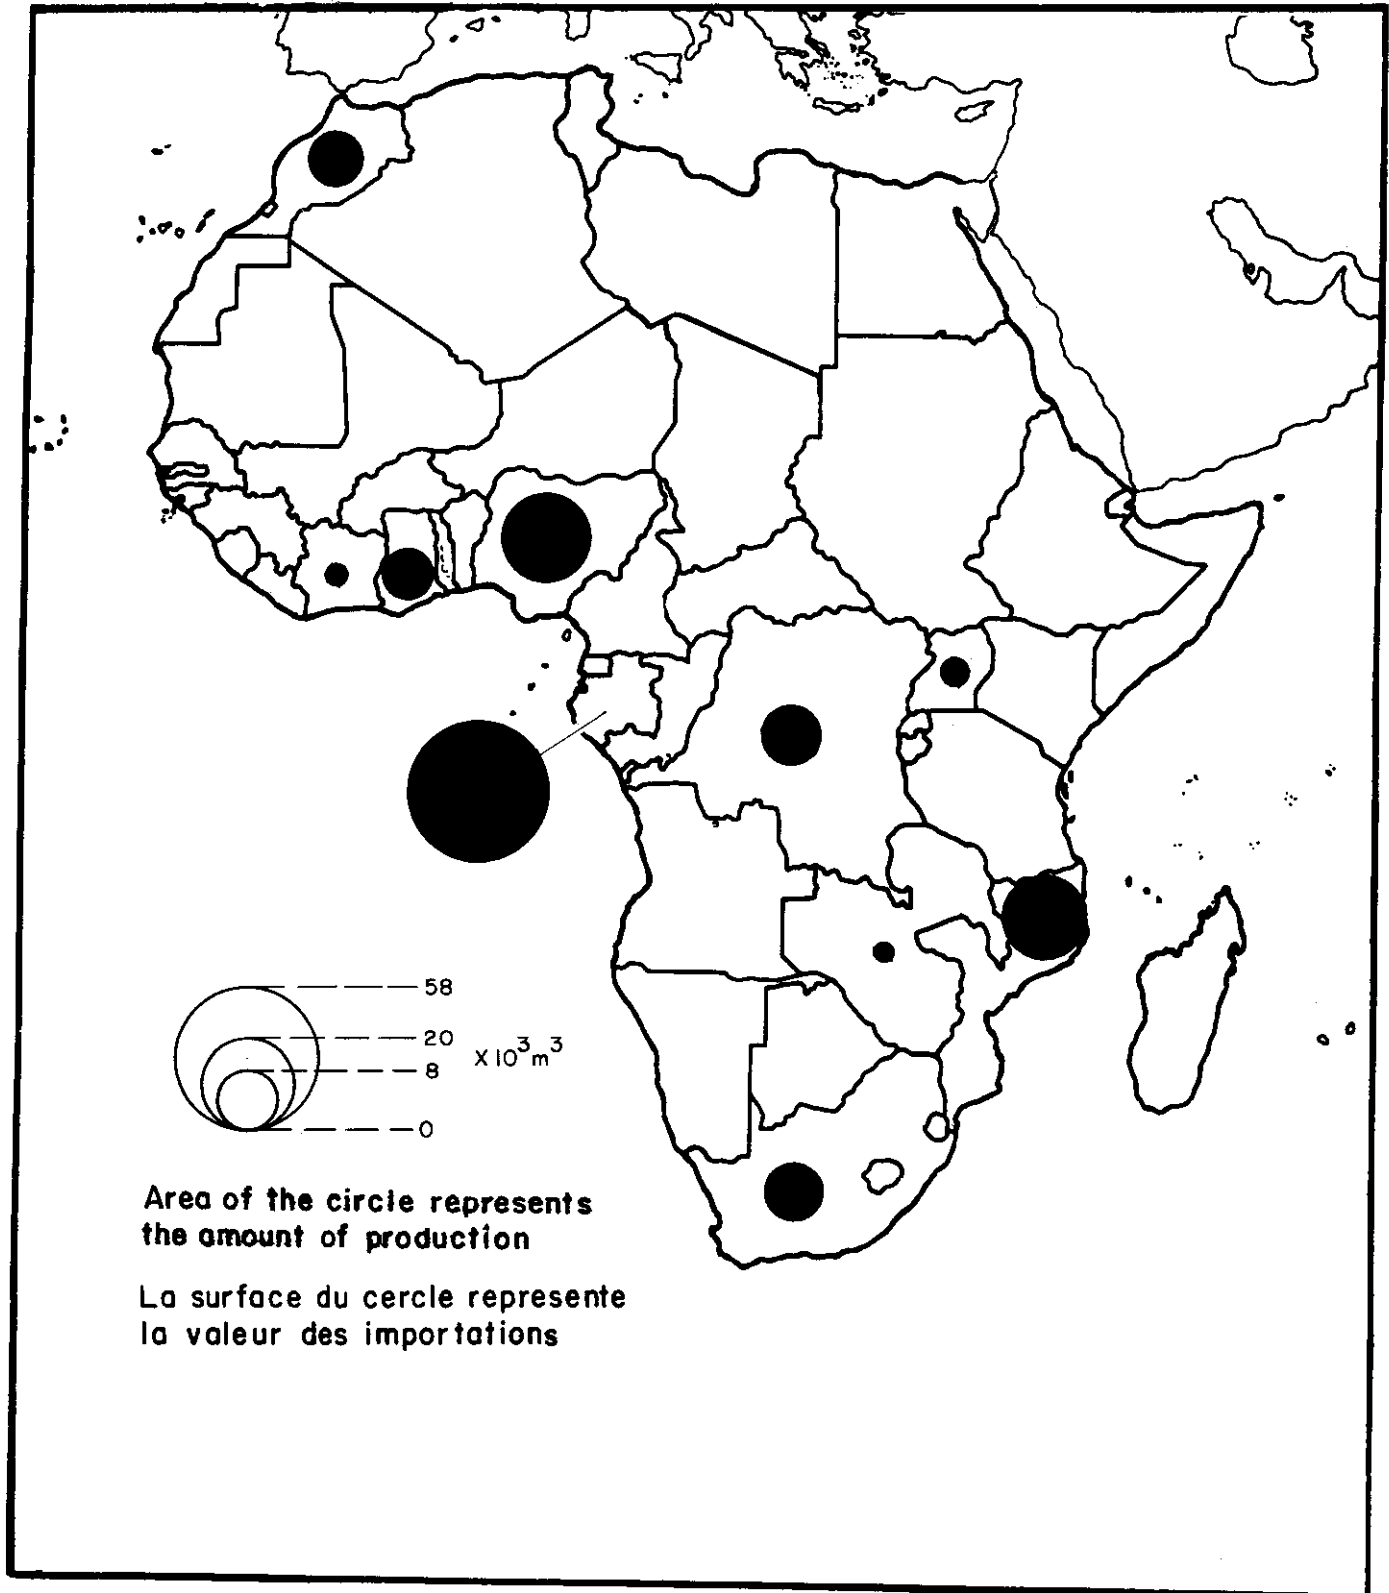 58
20
8
0
X10³m³
Area of the circle represents
the amount of production
La surface du cercle represente
la valeur des importations